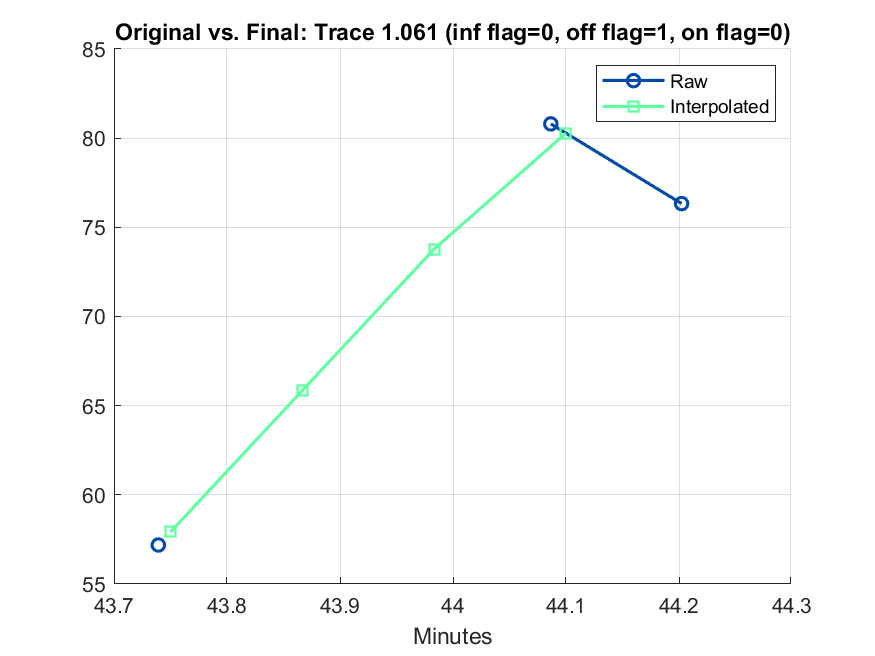 Original vs. Final: Trace 1.061 (inf flag=0, off flag=1, on flag=0)
85
80
75
70
65
60
55
Raw
Interpolated
43.7 43.8 43.9 44 44.1 44.2 44.3
Minutes